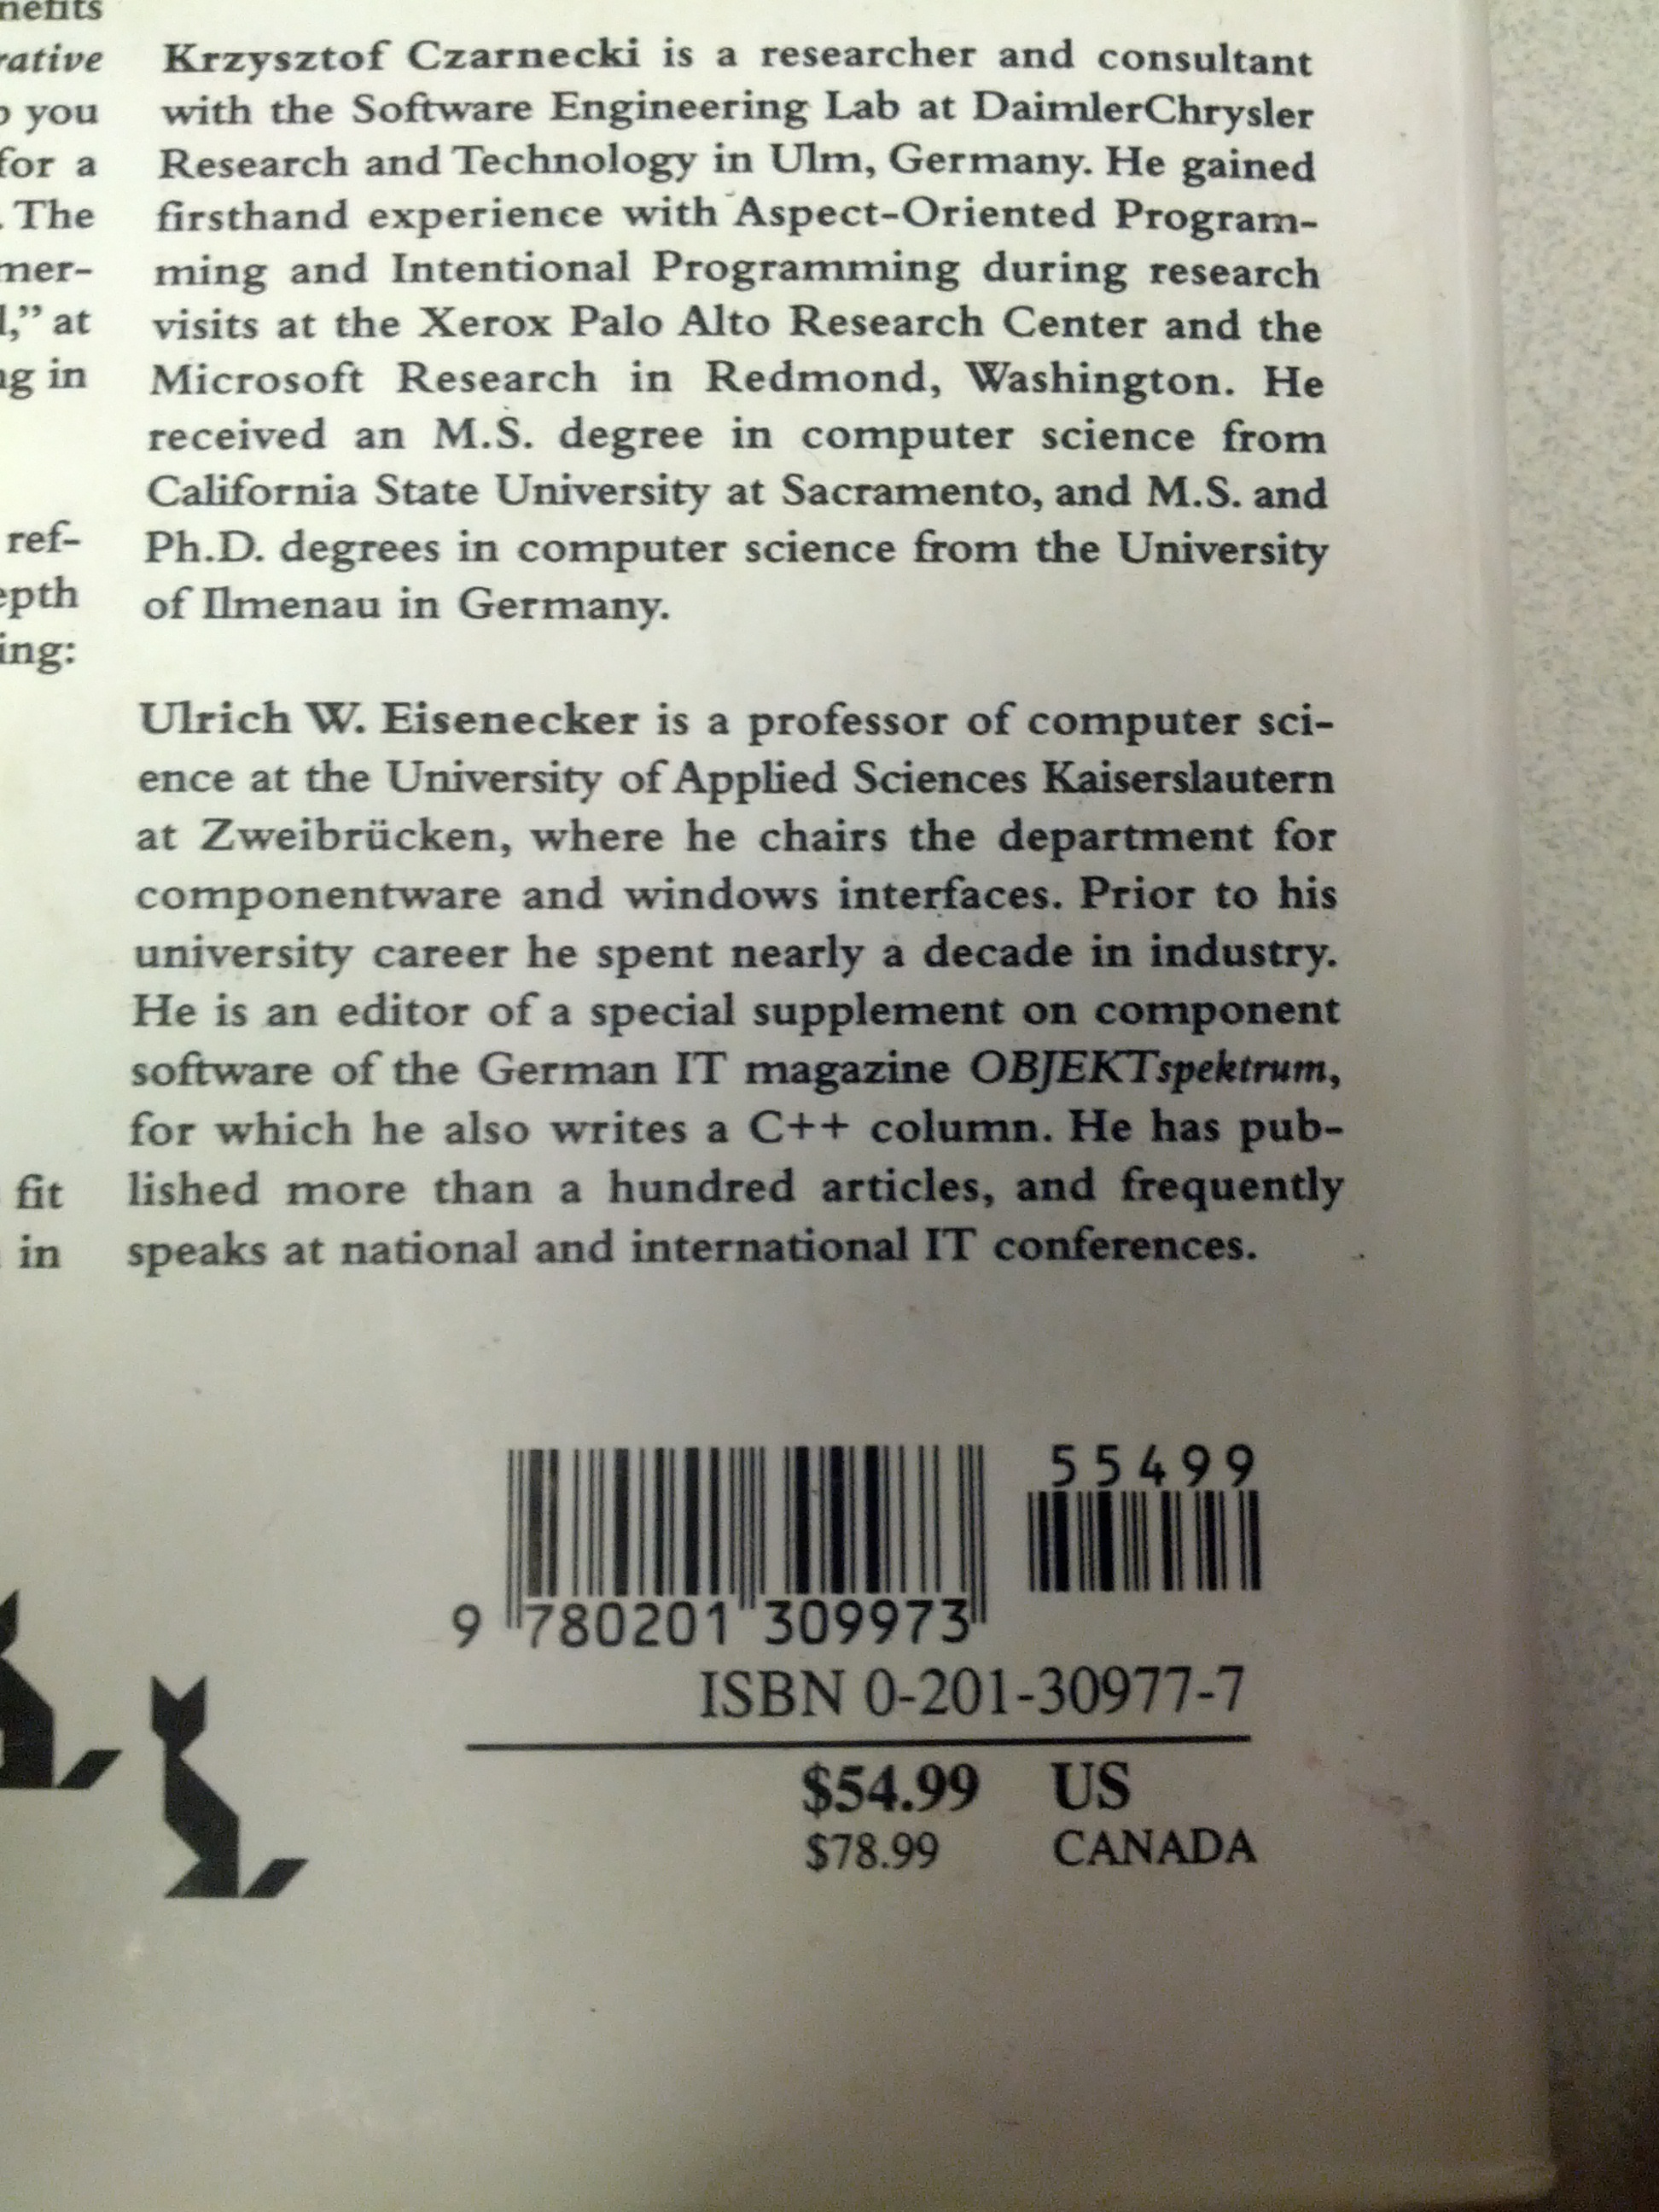 nefits
rative
you
for a
. The
mer-
l,” at
ng in
ref-
epth
ing:
fit
in
Krzysztof Czarnecki is a researcher and consultant
with the Software Engineering Lab at DaimlerChrysler
Research and Technology in Ulm, Germany. He gained
firsthand experience with Aspect-Oriented Program-
ming and Intentional Programming during research
visits at the Xerox Palo Alto Research Center and the
Microsoft Research in Redmond, Washington. He
received an M.S. degree in computer science from
California State University at Sacramento, and M.S. and
Ph.D. degrees in computer science from the University
of Ilmenau in Germany.
Ulrich W. Eisenecker is a professor of computer sci-
ence at the University of Applied Sciences Kaiserslautern
at Zweibrücken, where he chairs the department for
componentware and windows interfaces. Prior to his
university career he spent nearly a decade in industry.
He is an editor of a special supplement on component
software of the German IT magazine OBJEKTspektrum,
for which he also writes a C++ column. He has pub-
lished more than a hundred articles, and frequently
speaks at national and international IT conferences.
55499
9 780201 309973
ISBN 0-201-30977-7
$54.99 US
$78.99 CANADA